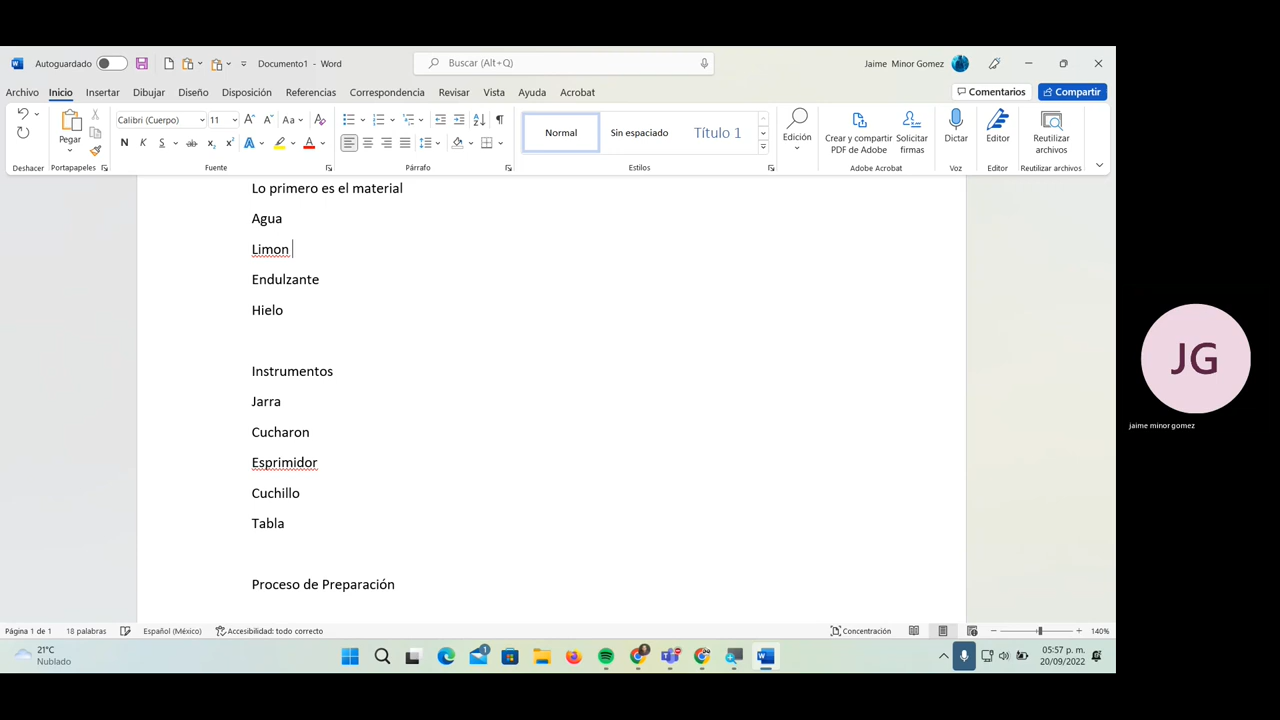 Autoguardado
Documento1 - Word
Buscar (Alt+Q)
Jaime Minor Gomez
Archivo Inicio Insertar Dibujar Diseño Disposición Referencias Correspondencia Revisar Vista Ayuda Acrobat
Comentarios Compartir
Pegar
Calibri (Cuerpo) 11
Aa
N K S ab x₂ x² A A
Normal Sin espaciado Título 1
Edición
Crear y compartir PDF de Adobe
Solicitar firmas
Dictar
Editor
Reutilizar archivos
Deshacer Portapapeles Fuente Párrafo Estilos Adobe Acrobat Voz Editor Reutilizar archivos
Lo primero es el material
Agua
Limon
Endulzante
Hielo
Instrumentos
Jarra
Cucharon
Esprimidor
Cuchillo
Tabla
Proceso de Preparación
JG
jaime minor gomez
Página 1 de 1 18 palabras Español (México) Accesibilidad: todo correcto Concentración 140%
21°C
Nublado
05:57 p. m.
20/09/2022